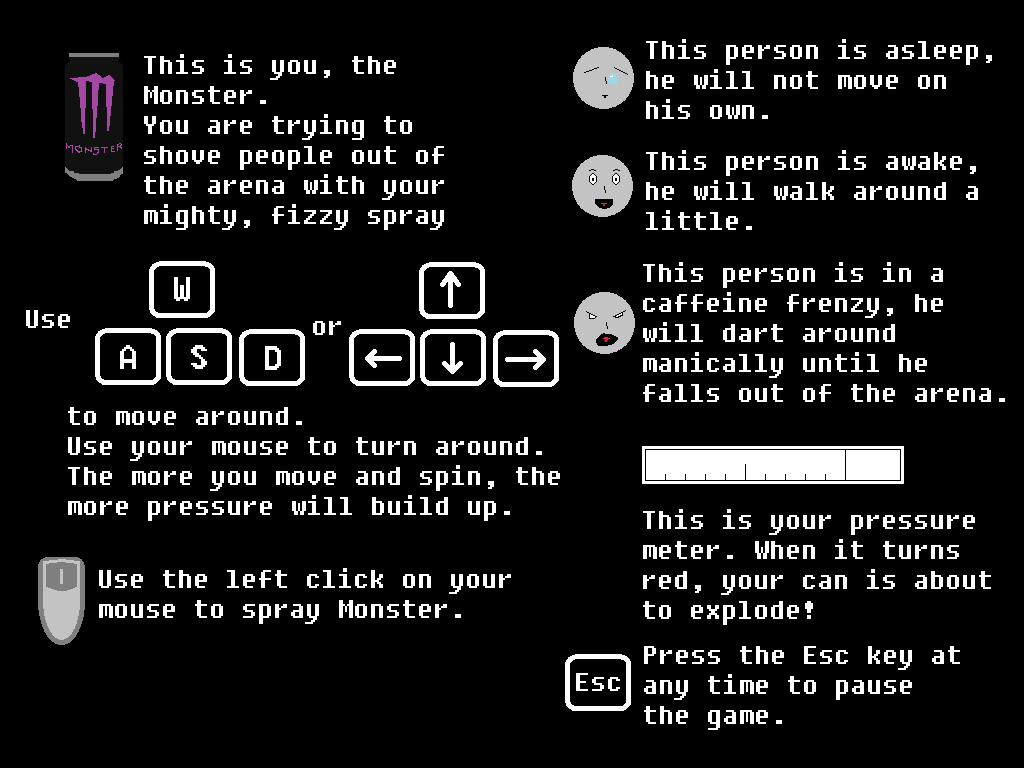 MONSTER
This is you, the
Monster.
You are trying to
shove people out of
the arena with your
mighty, fizzy spray
Use
W
A S D
or
↑
← ↓ →
to move around.
Use your mouse to turn around.
The more you move and spin, the
more pressure will build up.
Use the left click on your
mouse to spray Monster.
This person is asleep,
he will not move on
his own.
This person is awake,
he will walk around a
little.
This person is in a
caffeine frenzy, he
will dart around
manically until he
falls out of the arena.
This is your pressure
meter. When it turns
red, your can is about
to explode!
Esc
Press the Esc key at
any time to pause
the game.